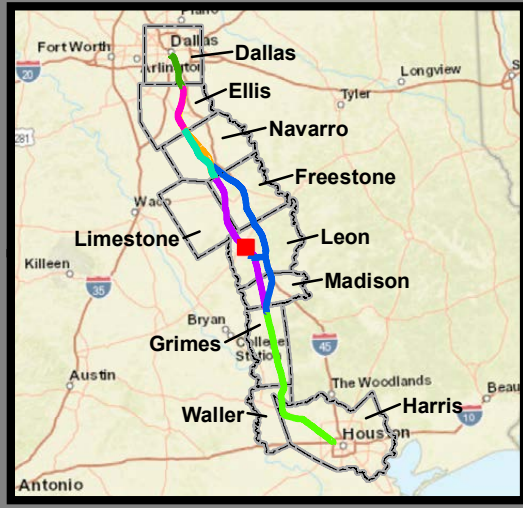 Plano
Fort Worth
Dallas
Dallas
Arlington
20
Longview
Ellis
Tyler
281
Navarro
Freestone
Waco
Limestone
Leon
Killeen
Madison
35
Bryan
Grimes
College
Station
45
Austin
The Woodlands
Beau
Waller
Harris
10
Houston
Antonio